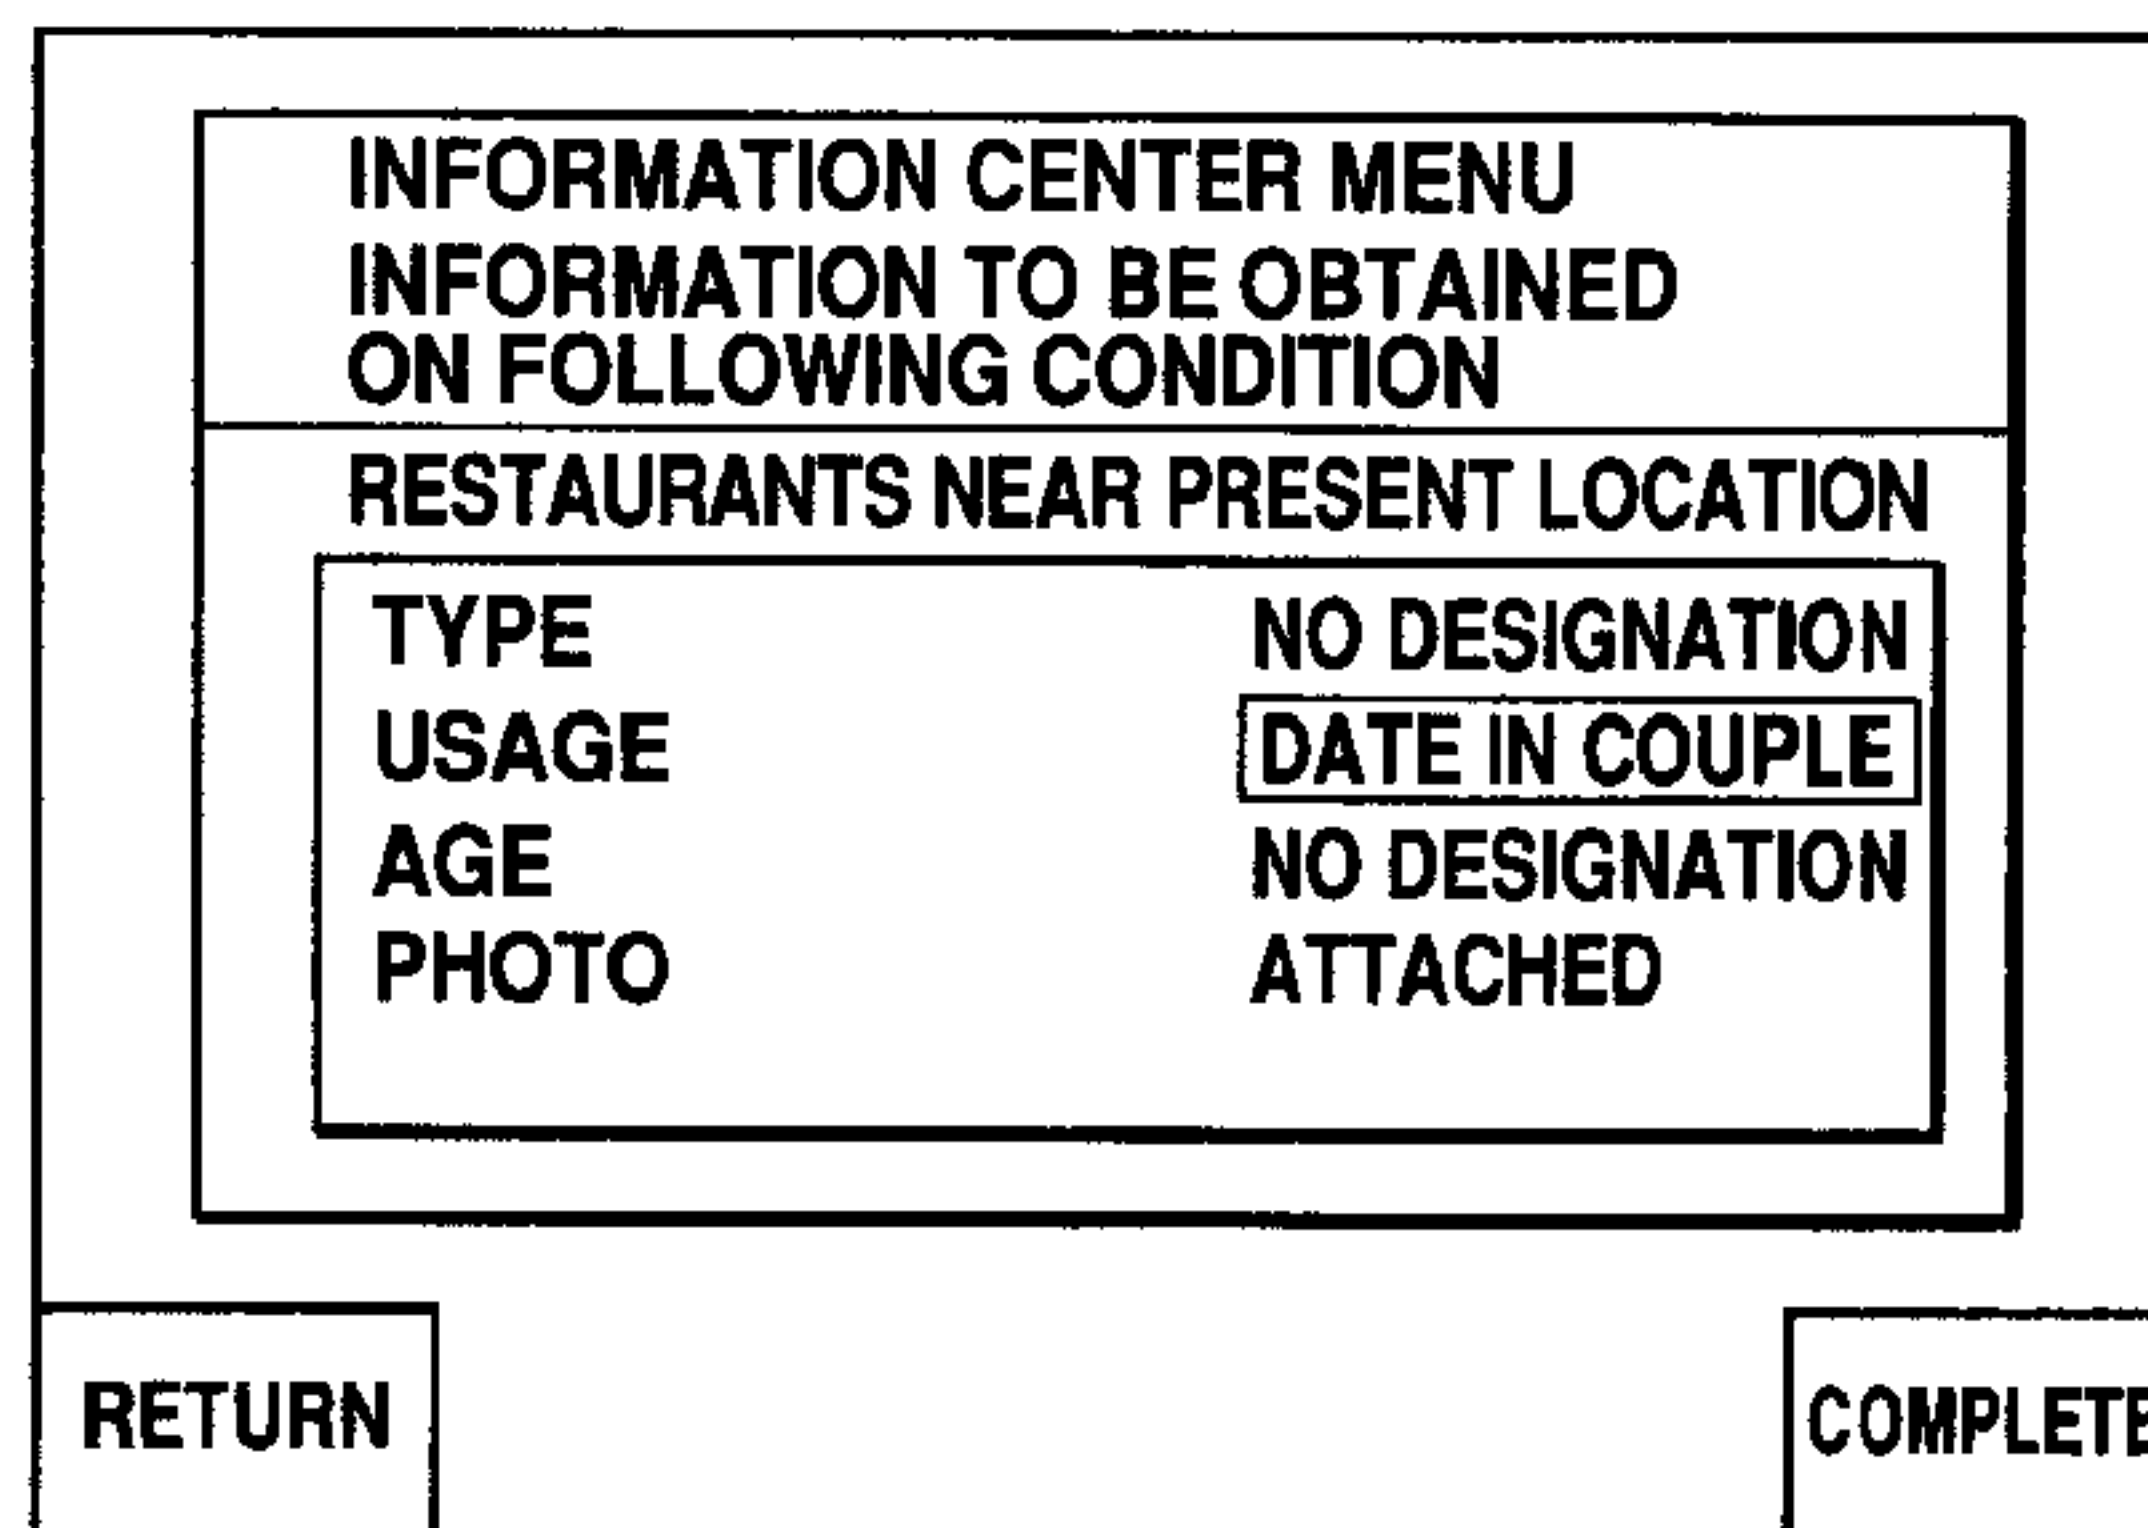 INFORMATION CENTER MENU
INFORMATION TO BE OBTAINED
ON FOLLOWING CONDITION
RESTAURANTS NEAR PRESENT LOCATION
TYPE NO DESIGNATION
USAGE DATE IN COUPLE
AGE NO DESIGNATION
PHOTO ATTACHED
RETURN COMPLETE